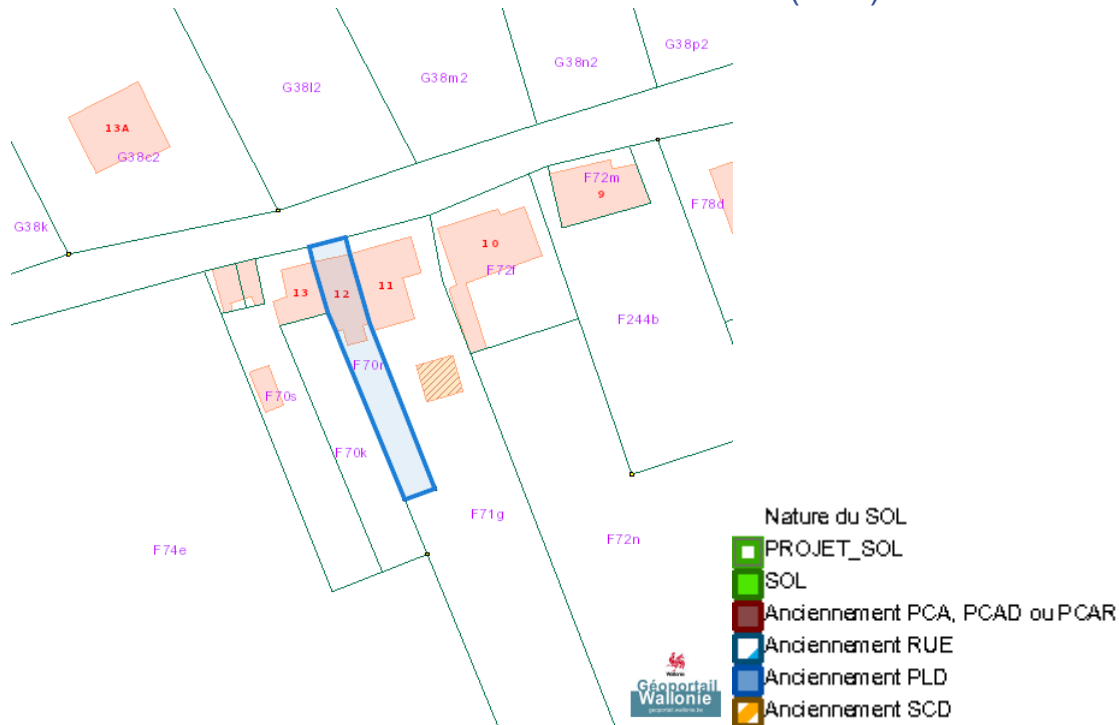 G38p2
G38n2
G38m2
G38l2
13A
G38c2
F72m
9
F78d
G38k
10
F72f
13
12
11
F244b
F70r
F70s
F70k
F71g
F72n
F74e
Nature du SOL
PROJET_SOL
SOL
Anciennement PCA, PCAD ou PCAR
Anciennement RUE
Anciennement PLD
Anciennement SCD
Wallonie
Géoportail
Wallonie
geoportail.wallonie.be